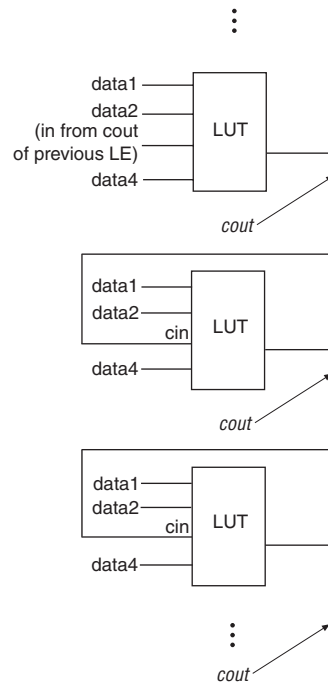 data1
data2
(in from cout
of previous LE)
data4
LUT
cout
data1
data2
cin
data4
LUT
cout
data1
data2
cin
data4
LUT
cout